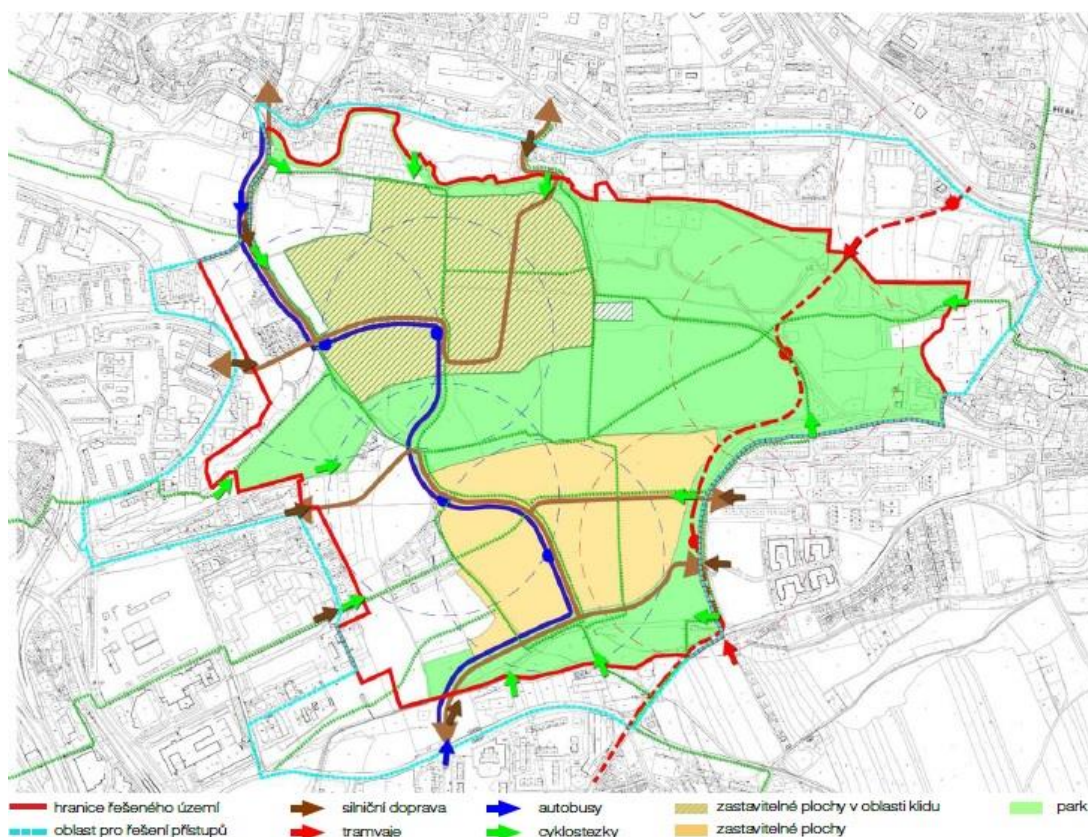 hranice řešeného území
silniční doprava
autobusy
zastavitelné plochy v oblasti klidu
park
oblast pro řešení přístupů
tramvaje
cyklostezky
zastavitelné plochy